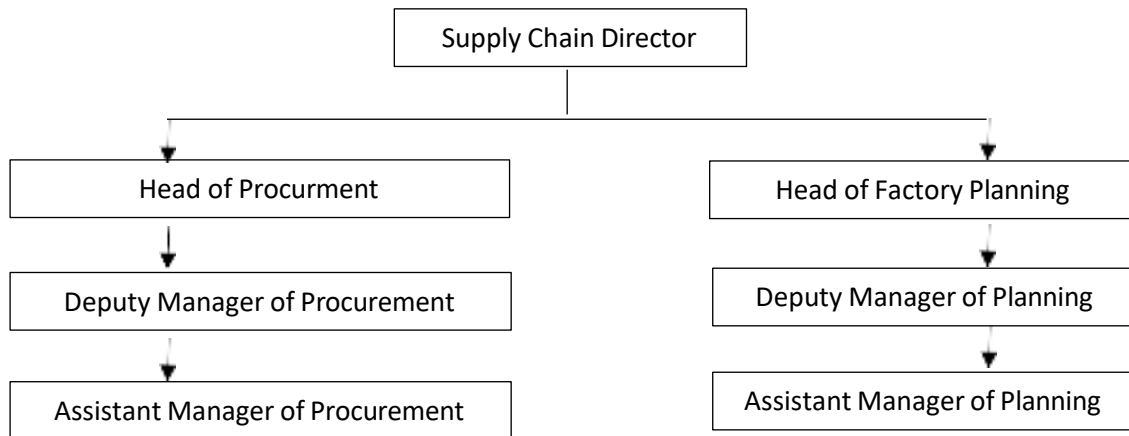 Supply Chain Director
Head of Procurment
Head of Factory Planning
Deputy Manager of Procurement
Deputy Manager of Planning
Assistant Manager of Procurement
Assistant Manager of Planning